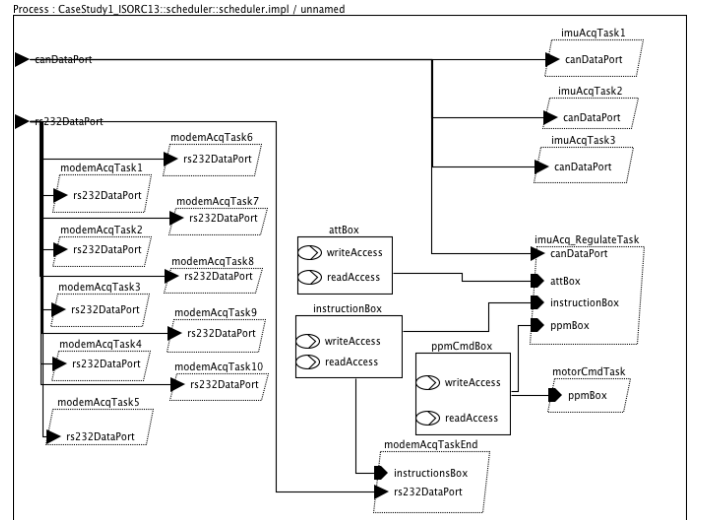 Process : CaseStudy1_ISORC13::scheduler::scheduler.impl / unnamed
canDataPort
rs232DataPort
imuAcqTask1
canDataPort
imuAcqTask2
canDataPort
imuAcqTask3
canDataPort
modemAcqTask6
rs232DataPort
modemAcqTask1
rs232DataPort
modemAcqTask7
rs232DataPort
modemAcqTask2
rs232DataPort
modemAcqTask8
rs232DataPort
modemAcqTask3
rs232DataPort
modemAcqTask9
rs232DataPort
modemAcqTask4
rs232DataPort
modemAcqTask10
rs232DataPort
modemAcqTask5
rs232DataPort
attBox
writeAccess
readAccess
instructionBox
writeAccess
readAccess
ppmCmdBox
writeAccess
readAccess
imuAcq_RegulateTask
canDataPort
attBox
instructionBox
ppmBox
motorCmdTask
ppmBox
modemAcqTaskEnd
instructionsBox
rs232DataPort